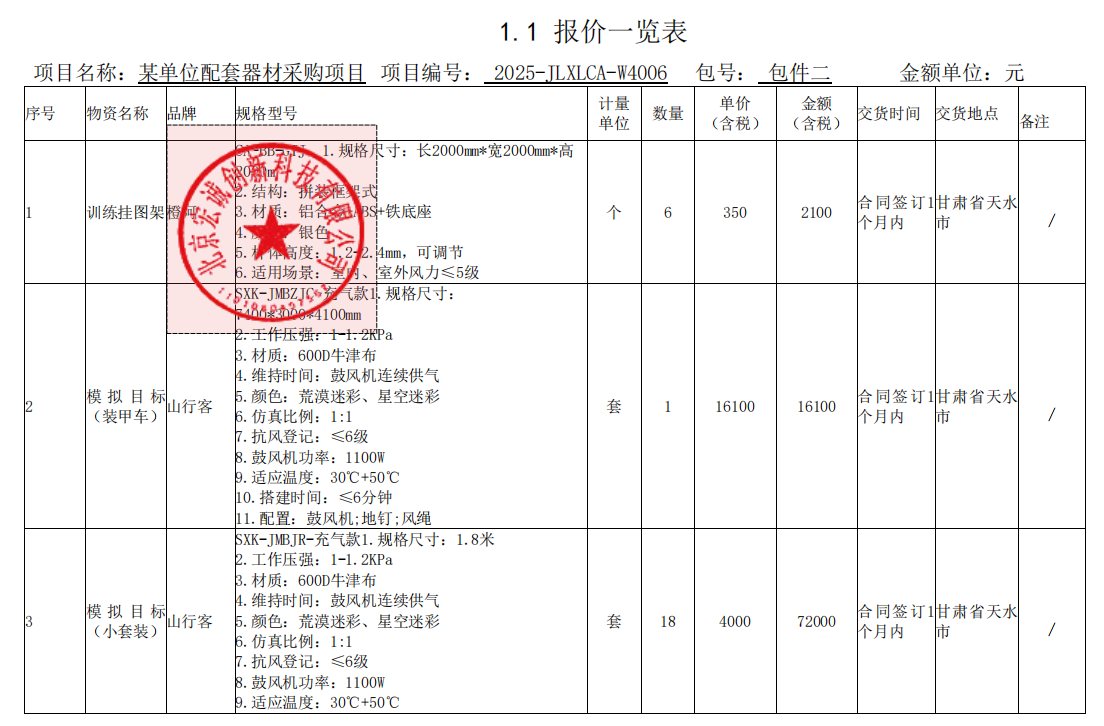 1.1 报价一览表
项目名称：某单位配套器材采购项目 项目编号：2025-JLXLCA-W4006 包号：包件二 金额单位：元
序号 物资名称 品牌 规格型号 计量单位 数量 单价（含税） 金额（含税） 交货时间 交货地点 备注
1 训练挂图架 橙
1.规格尺寸：长2000mm*宽2000mm*高
2.结构：拼装框架式
3.材质：铝合金+ABS+铁底座
银色
高度：1.2-2.4mm，可调节
6.适用场景：室内、室外风力≤5级
个 6 350 2100 合同签订1个月内 甘肃省天水市 /
北京宏诚创新科技有限公司
2 模拟目标（装甲车） 山行客
SXK-JMBZJC-充气款1.规格尺寸：
7400*3000*4100mm
2.工作压强：1-1.2KPa
3.材质：600D牛津布
4.维持时间：鼓风机连续供气
5.颜色：荒漠迷彩、星空迷彩
6.仿真比例：1:1
7.抗风登记：≤6级
8.鼓风机功率：1100W
9.适应温度：30℃+50℃
10.搭建时间：≤6分钟
11.配置：鼓风机;地钉;风绳
套 1 16100 16100 合同签订1个月内 甘肃省天水市 /
3 模拟目标（小套装） 山行客
SXK-JMBJR-充气款1.规格尺寸：1.8米
2.工作压强：1-1.2KPa
3.材质：600D牛津布
4.维持时间：鼓风机连续供气
5.颜色：荒漠迷彩、星空迷彩
6.仿真比例：1:1
7.抗风登记：≤6级
8.鼓风机功率：1100W
9.适应温度：30℃+50℃
套 18 4000 72000 合同签订1个月内 甘肃省天水市 /